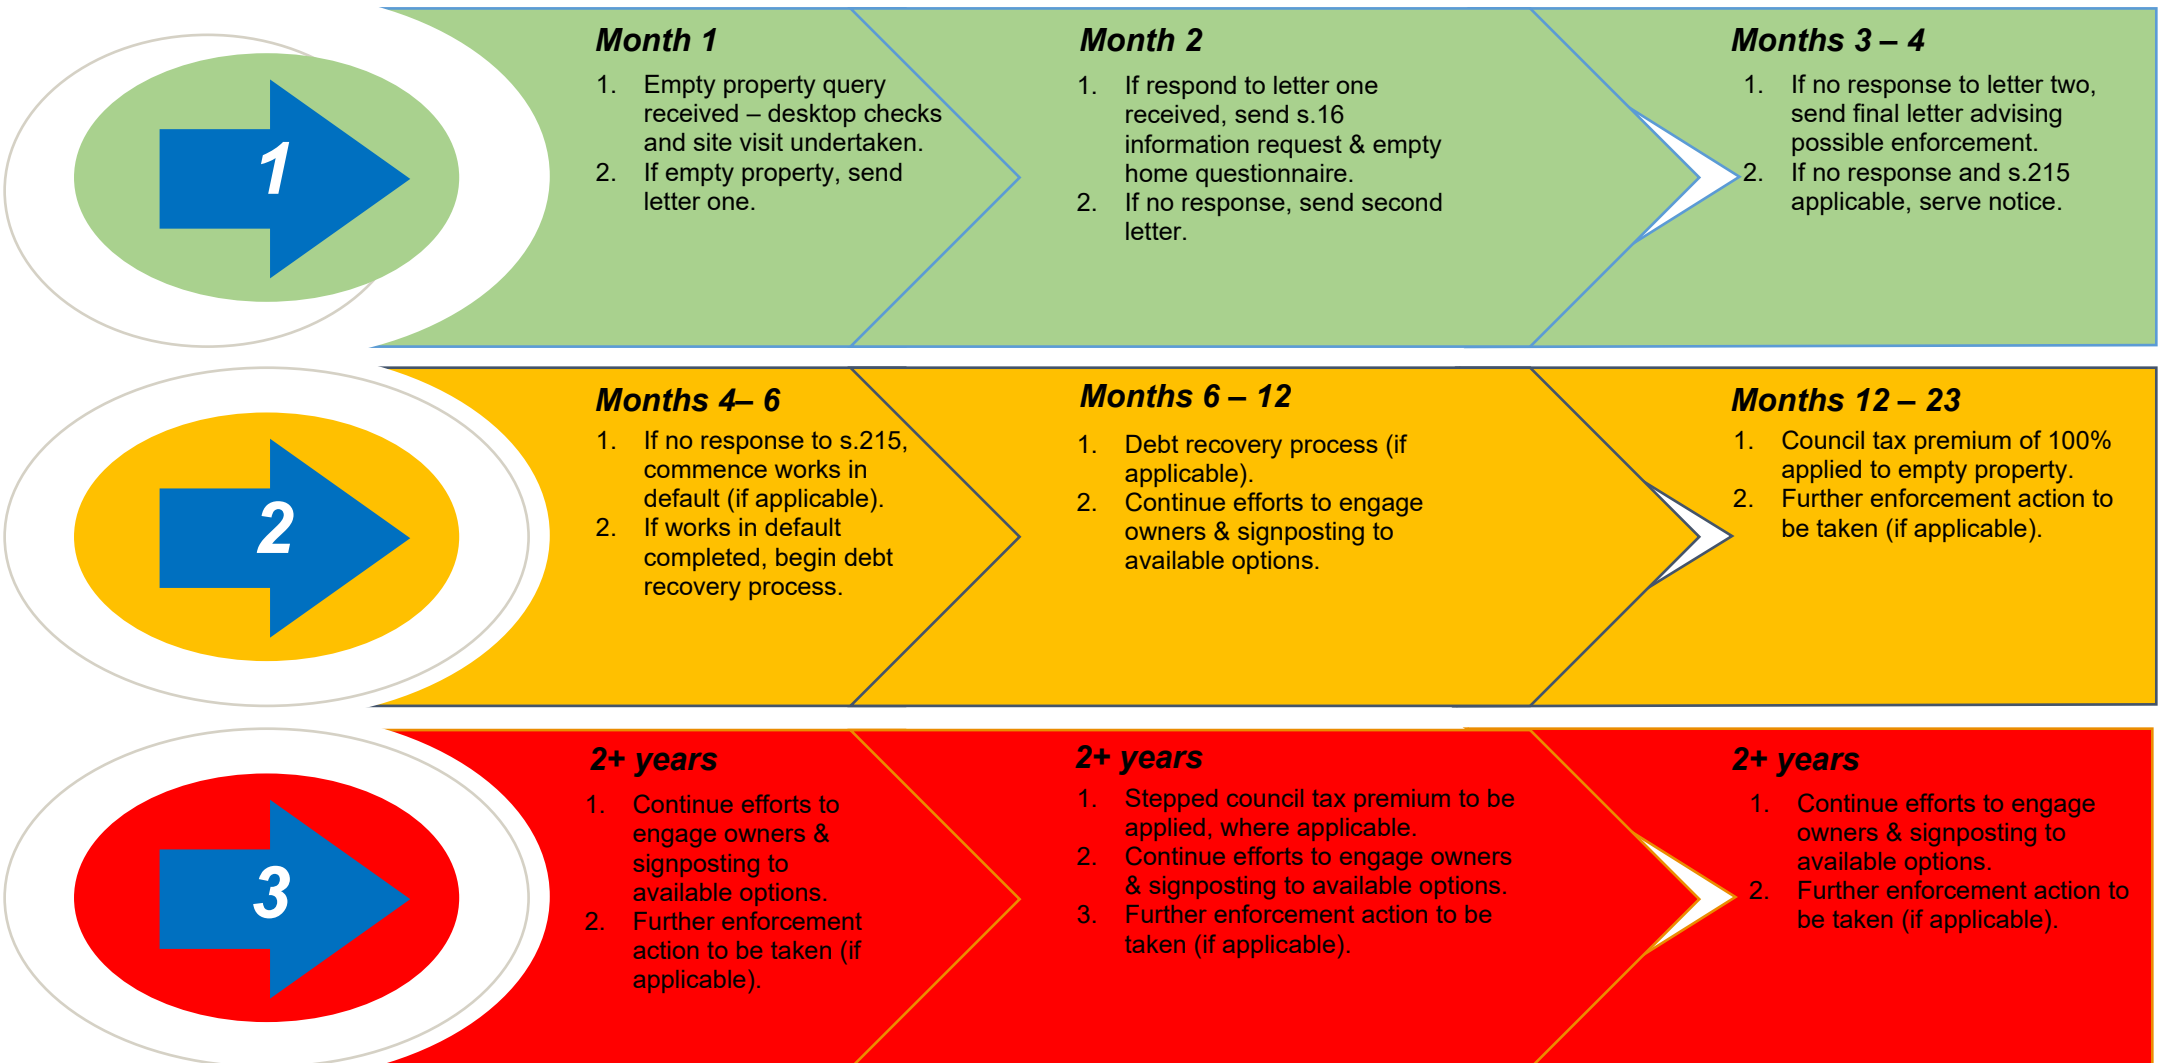 1
Month 1
1. Empty property query
received – desktop checks
and site visit undertaken.
2. If empty property, send
letter one.
Month 2
1. If respond to letter one
received, send s.16
information request & empty
home questionnaire.
2. If no response, send second
letter.
Months 3 – 4
1. If no response to letter two,
send final letter advising
possible enforcement.
2. If no response and s.215
applicable, serve notice.
2
Months 4– 6
1. If no response to s.215,
commence works in
default (if applicable).
2. If works in default
completed, begin debt
recovery process.
Months 6 – 12
1. Debt recovery process (if
applicable).
2. Continue efforts to engage
owners & signposting to
available options.
Months 12 – 23
1. Council tax premium of 100%
applied to empty property.
2. Further enforcement action to
be taken (if applicable).
3
2+ years
1. Continue efforts to
engage owners &
signposting to
available options.
2. Further enforcement
action to be taken (if
applicable).
2+ years
1. Stepped council tax premium to be
applied, where applicable.
2. Continue efforts to engage owners
& signposting to available options.
3. Further enforcement action to be
taken (if applicable).
2+ years
1. Continue efforts to engage
owners & signposting to
available options.
2. Further enforcement action to
be taken (if applicable).